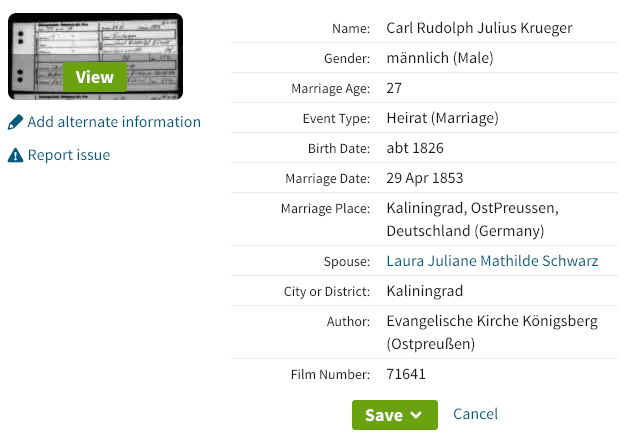 View
Add alternate information
Report issue
Name: Carl Rudolph Julius Krueger
Gender: männlich (Male)
Marriage Age: 27
Event Type: Heirat (Marriage)
Birth Date: abt 1826
Marriage Date: 29 Apr 1853
Marriage Place: Kaliningrad, OstPreussen,
Deutschland (Germany)
Spouse: Laura Juliane Mathilde Schwarz
City or District: Kaliningrad
Author: Evangelische Kirche Königsberg
(Ostpreußen)
Film Number: 71641
Save
Cancel